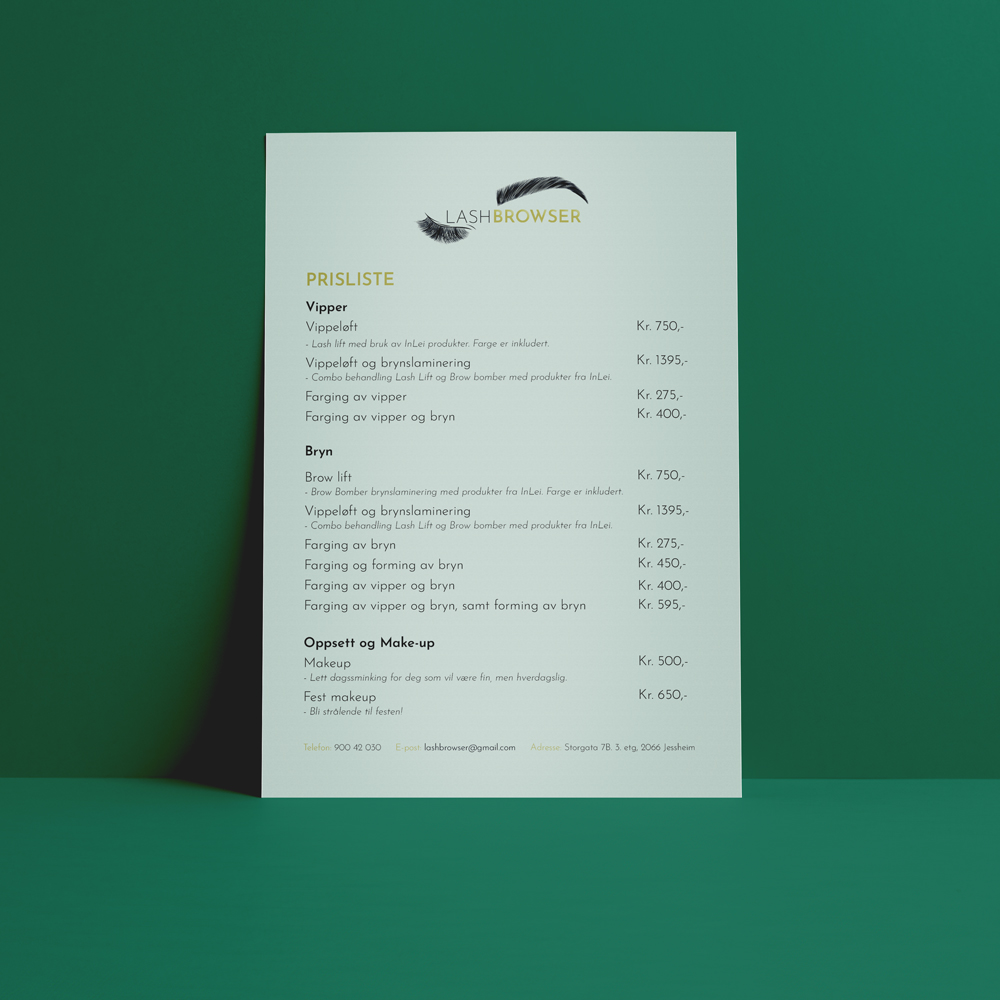 LASHBROWSER
PRISLISTE
Vipper
Vippeløft Kr. 750,-
- Lash lift med bruk av InLei produkter. Farge er inkludert.
Vippeløft og brynslaminering Kr. 1395,-
- Combo behandling Lash Lift og Brow bomber med produkter fra InLei.
Farging av vipper Kr. 275,-
Farging av vipper og bryn Kr. 400,-
Bryn
Brow lift Kr. 750,-
- Brow Bomber brynslaminering med produkter fra InLei. Farge er inkludert.
Vippeløft og brynslaminering Kr. 1395,-
- Combo behandling Lash Lift og Brow bomber med produkter fra InLei.
Farging av bryn Kr. 275,-
Farging og forming av bryn Kr. 450,-
Farging av vipper og bryn Kr. 400,-
Farging av vipper og bryn, samt forming av bryn Kr. 595,-
Oppsett og Make-up
Makeup Kr. 500,-
- Lett dagssminking for deg som vil være fin, men hverdagslig.
Fest makeup Kr. 650,-
- Bli strålende til festen!
Telefon: 900 42 030 E-post: lashbrowser@gmail.com Adresse: Storgata 7B. 3. etg, 2066 Jessheim